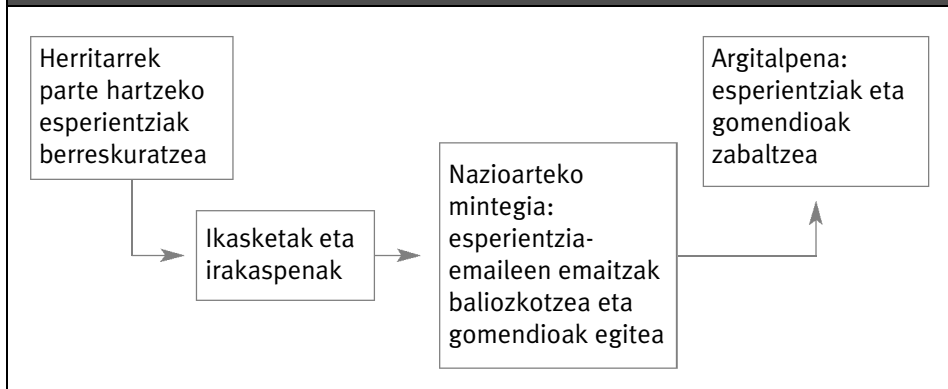 Herritarrek
parte hartzeko
esperientziak
berreskuratzea
Ikasketak eta
irakaspenak
Nazioarteko
mintegia:
esperientzia-
emaileen emaitzak
baliozkotzea eta
gomendioak egitea
Argitalpena:
esperientziak eta
gomendioak
zabaltzea